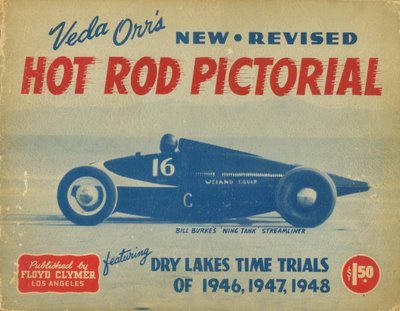 Veda Orr's
NEW • REVISED
HOT ROD PICTORIAL
16
WEIAND EQUIP
C
BILL BURKES' 'WING TANK' STREAMLINER
Published by
FLOYD CLYMER
LOS ANGELES
featuring
DRY LAKES TIME TRIALS
OF 1946, 1947, 1948
$1.50